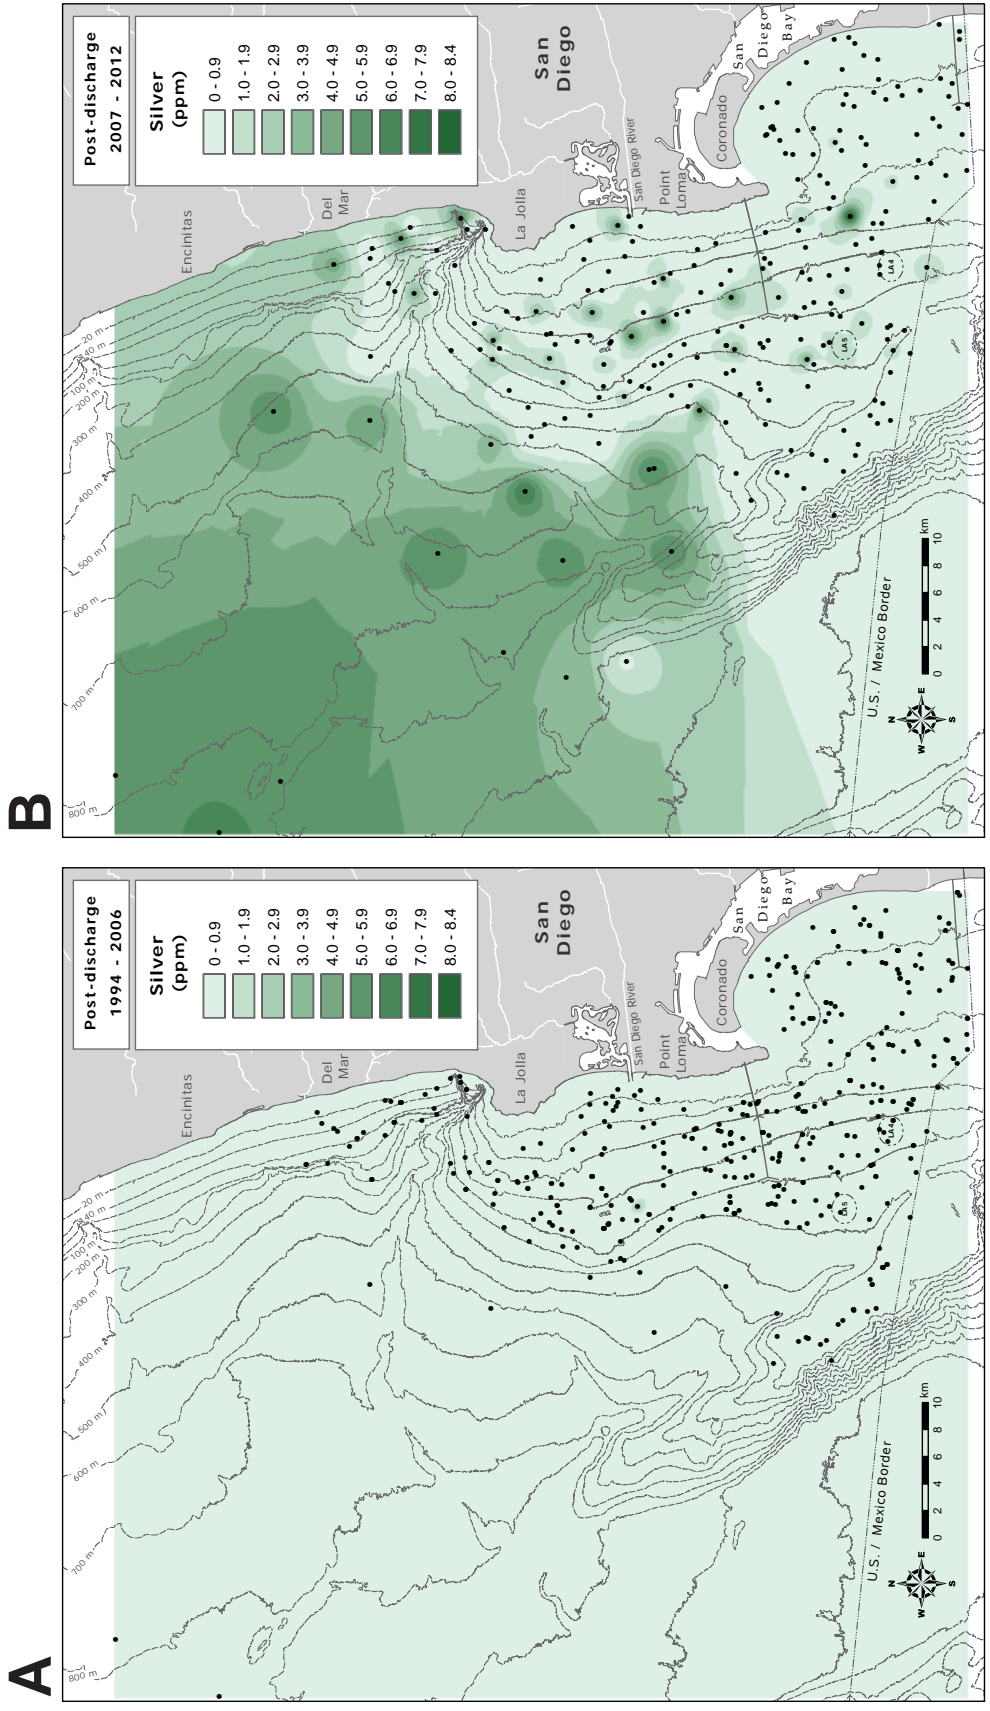 B
Post-discharge
2007 - 2012
Silver
(ppm)
0 - 0.9
1.0 - 1.9
2.0 - 2.9
3.0 - 3.9
4.0 - 4.9
5.0 - 5.9
6.0 - 6.9
7.0 - 7.9
8.0 - 8.4
Encinitas
Del
Mar
La Jolla
San
Diego
San Diego River
Point
Loma
Coronado
San
Diego
Bay
20 m
40 m
100 m
200 m
300 m
400 m
500 m
600 m
700 m
800 m
LA4
LA5
U.S. / Mexico Border
N
E
S
W
0 2 4 6 8 10
km
A
Post-discharge
1994 - 2006
Silver
(ppm)
0 - 0.9
1.0 - 1.9
2.0 - 2.9
3.0 - 3.9
4.0 - 4.9
5.0 - 5.9
6.0 - 6.9
7.0 - 7.9
8.0 - 8.4
Encinitas
Del
Mar
La Jolla
San
Diego
San Diego River
Point
Loma
Coronado
San
Diego
Bay
20 m
40 m
100 m
200 m
300 m
400 m
500 m
600 m
700 m
800 m
LA4
LA5
U.S. / Mexico Border
N
E
S
W
0 2 4 6 8 10
km